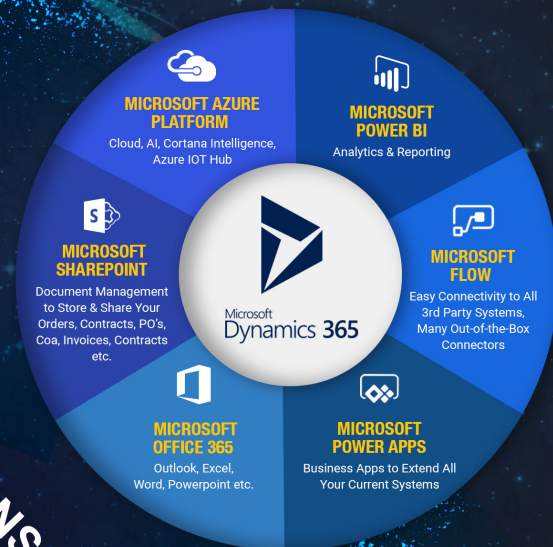 MICROSOFT AZURE
PLATFORM
Cloud, AI, Cortana Intelligence,
Azure IOT Hub
MICROSOFT
POWER BI
Analytics & Reporting
MICROSOFT
FLOW
Easy Connectivity to All
3rd Party Systems,
Many Out-of-the-Box
Connectors
MICROSOFT
POWER APPS
Business Apps to Extend All
Your Current Systems
MICROSOFT
OFFICE 365
Outlook, Excel,
Word, Powerpoint etc.
S
MICROSOFT
SHAREPOINT
Document Management
to Store & Share Your
Orders, Contracts, PO's,
Coa, Invoices, Contracts
etc.
Microsoft
Dynamics 365
NS